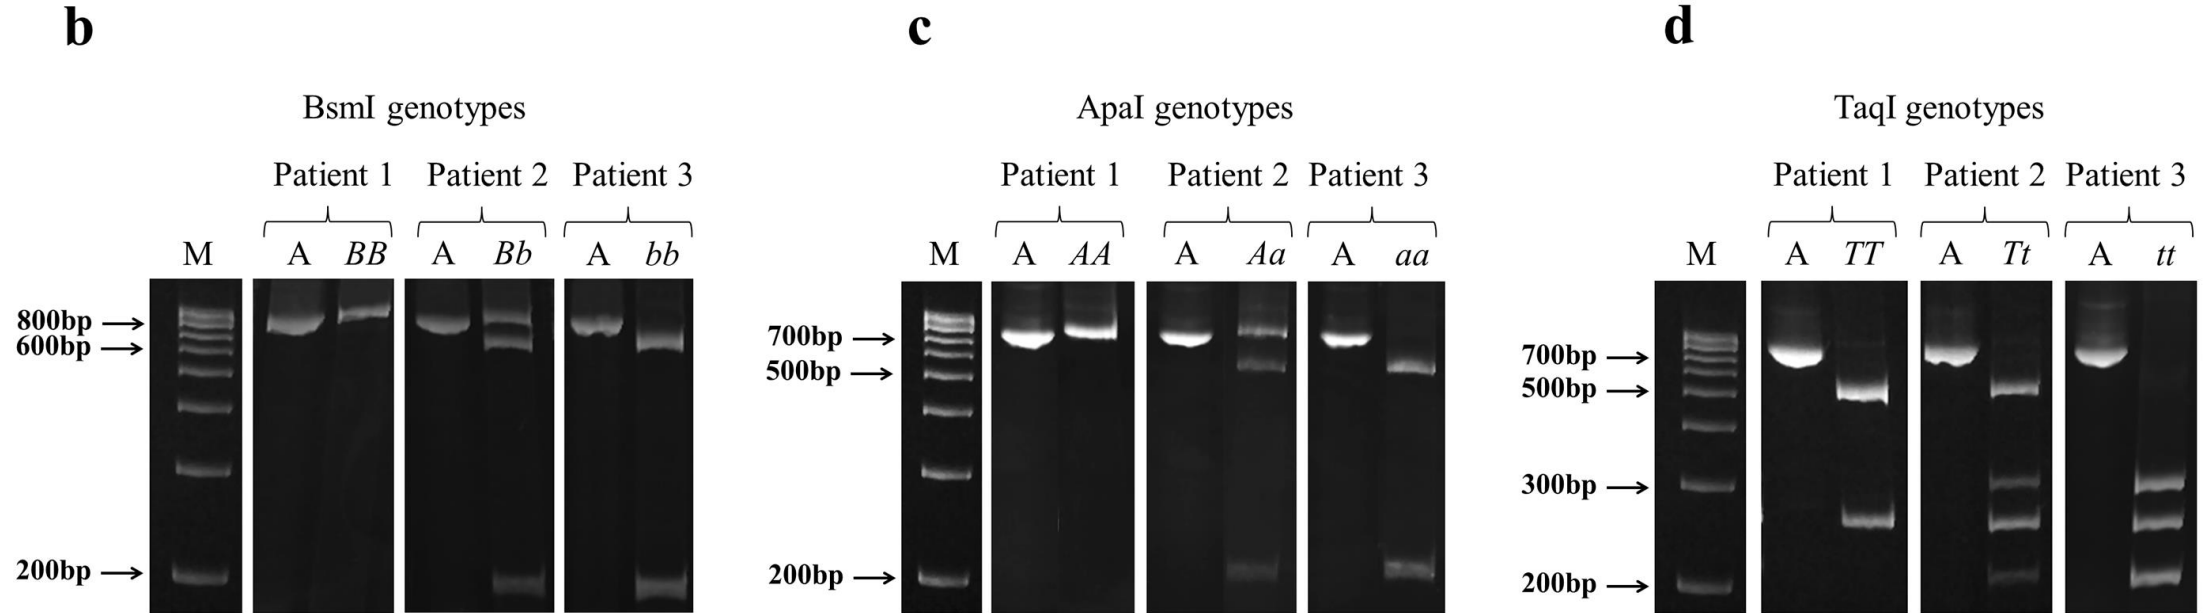 b
BsmI genotypes
Patient 1 Patient 2 Patient 3
M A BB A Bb A bb
800bp
600bp
200bp
c
ApaI genotypes
Patient 1 Patient 2 Patient 3
M A AA A Aa A aa
700bp
500bp
200bp
d
TaqI genotypes
Patient 1 Patient 2 Patient 3
M A TT A Tt A tt
700bp
500bp
300bp
200bp